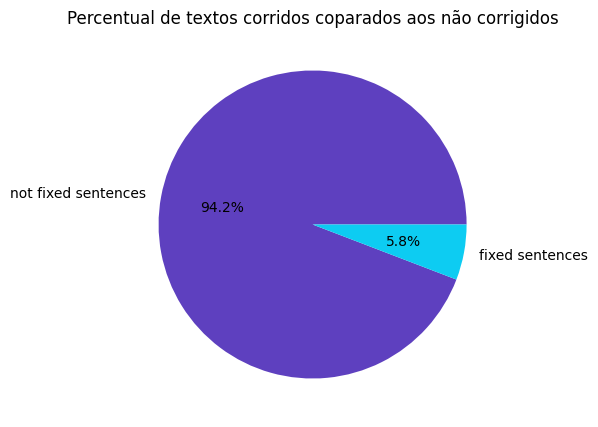 Percentual de textos corridos coparados aos não corrigidos
not fixed sentences
94.2%
5.8%
fixed sentences